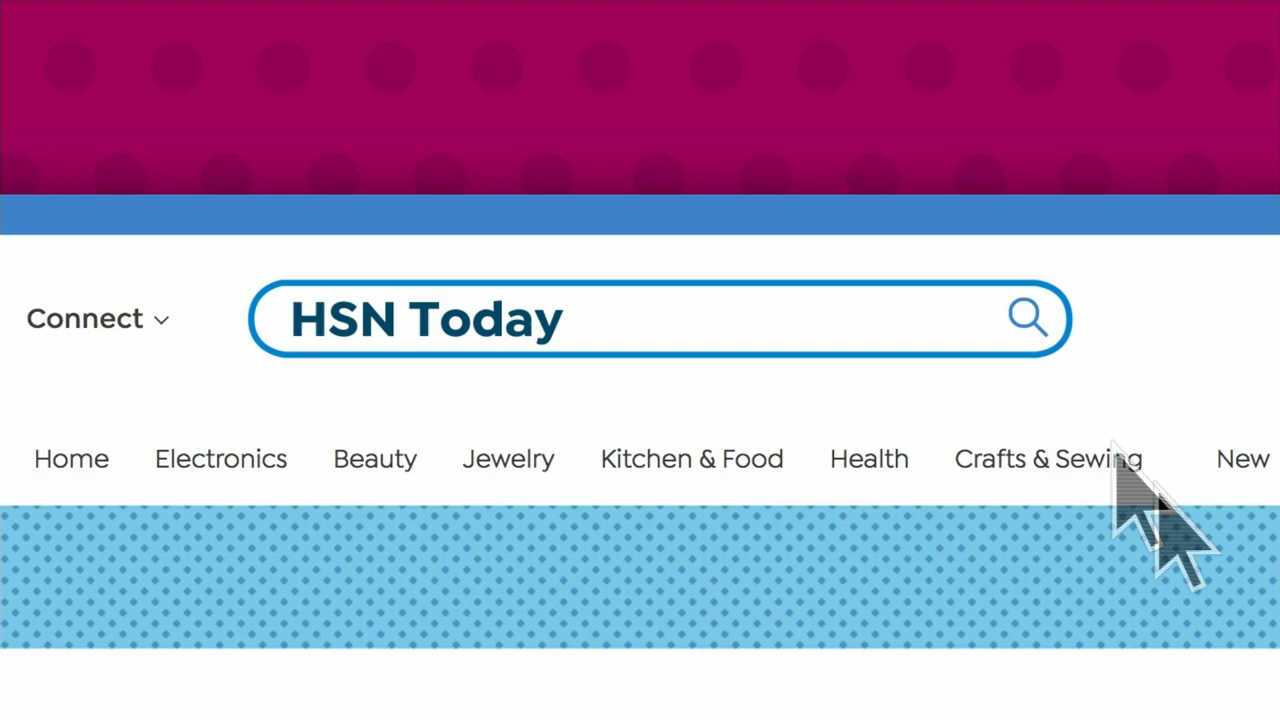 Connect
HSN Today
Home Electronics Beauty Jewelry Kitchen & Food Health Crafts & Sewing New